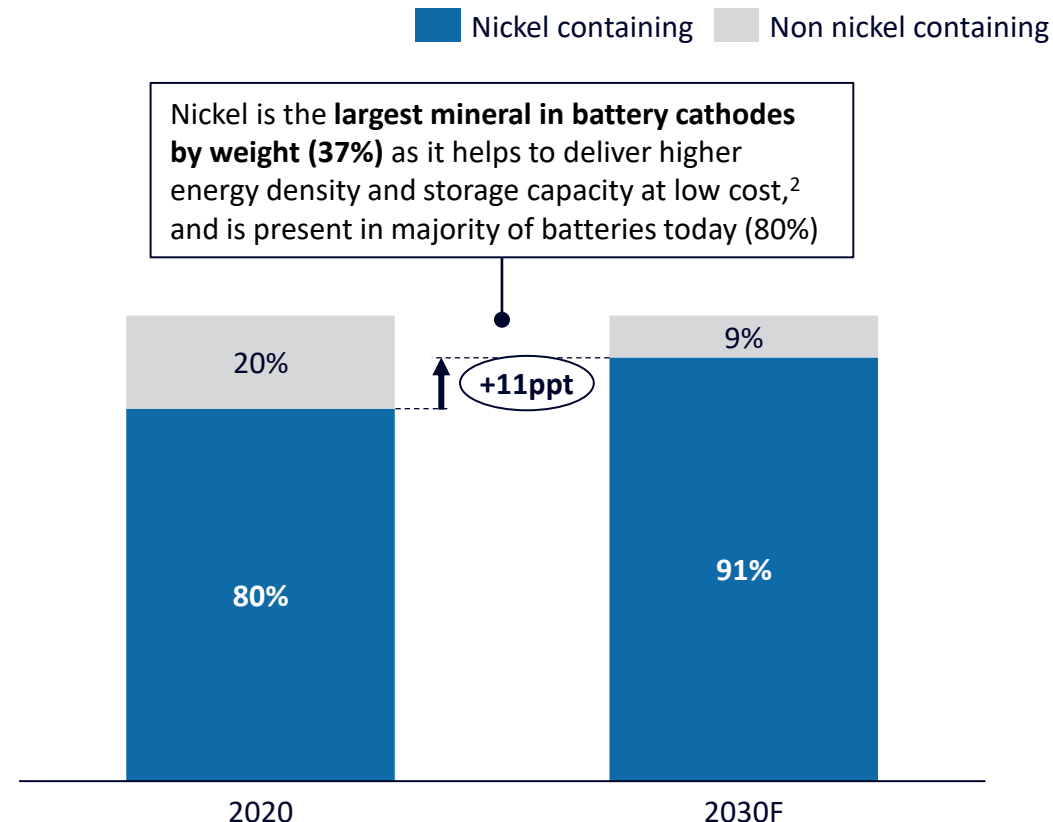 Nickel containing Non nickel containing
Nickel is the largest mineral in battery cathodes
by weight (37%) as it helps to deliver higher
energy density and storage capacity at low cost,2
and is present in majority of batteries today (80%)
20%
9%
+11ppt
80%
91%
2020
2030F